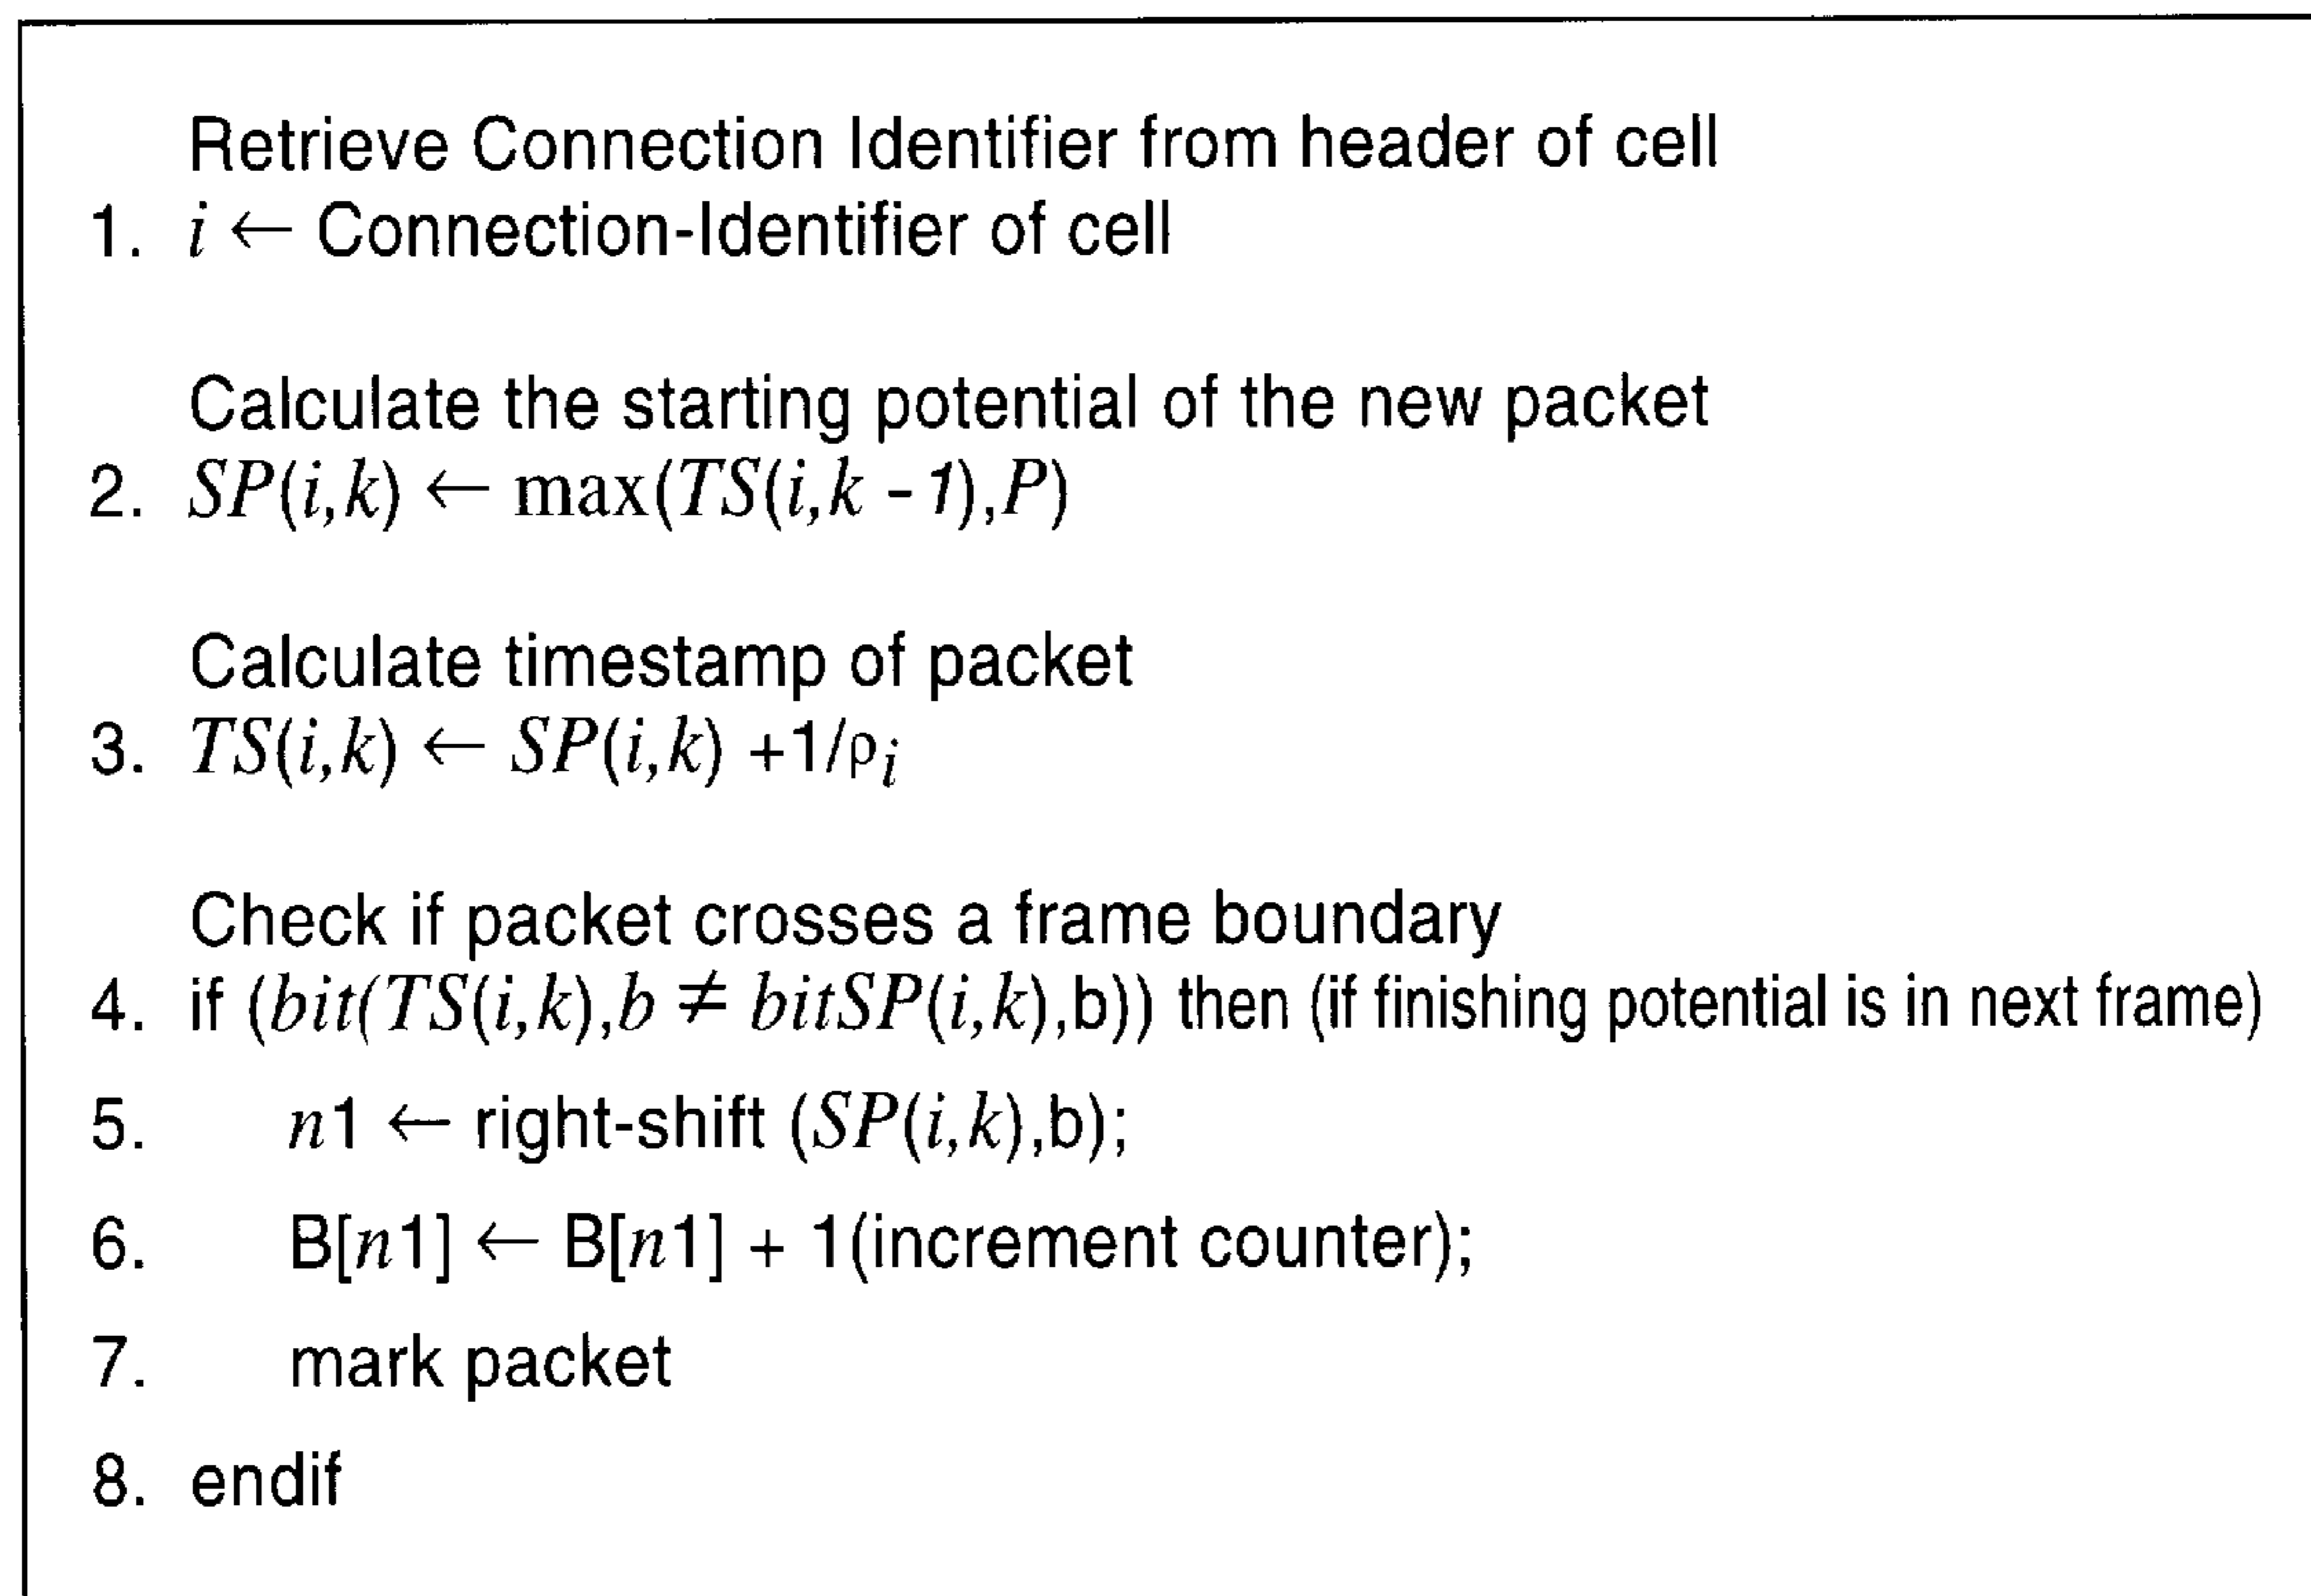 Retrieve Connection Identifier from header of cell
1. i ← Connection-Identifier of cell
Calculate the starting potential of the new packet
2. SP(i,k) ← max(TS(i,k - 1),P)
Calculate timestamp of packet
3. TS(i,k) ← SP(i,k) +1/ρi
Check if packet crosses a frame boundary
4. if (bit(TS(i,k),b ≠ bitSP(i,k),b)) then (if finishing potential is in next frame)
5. n1 ← right-shift (SP(i,k),b);
6. B[n1] ← B[n1] + 1(increment counter);
7. mark packet
8. endif